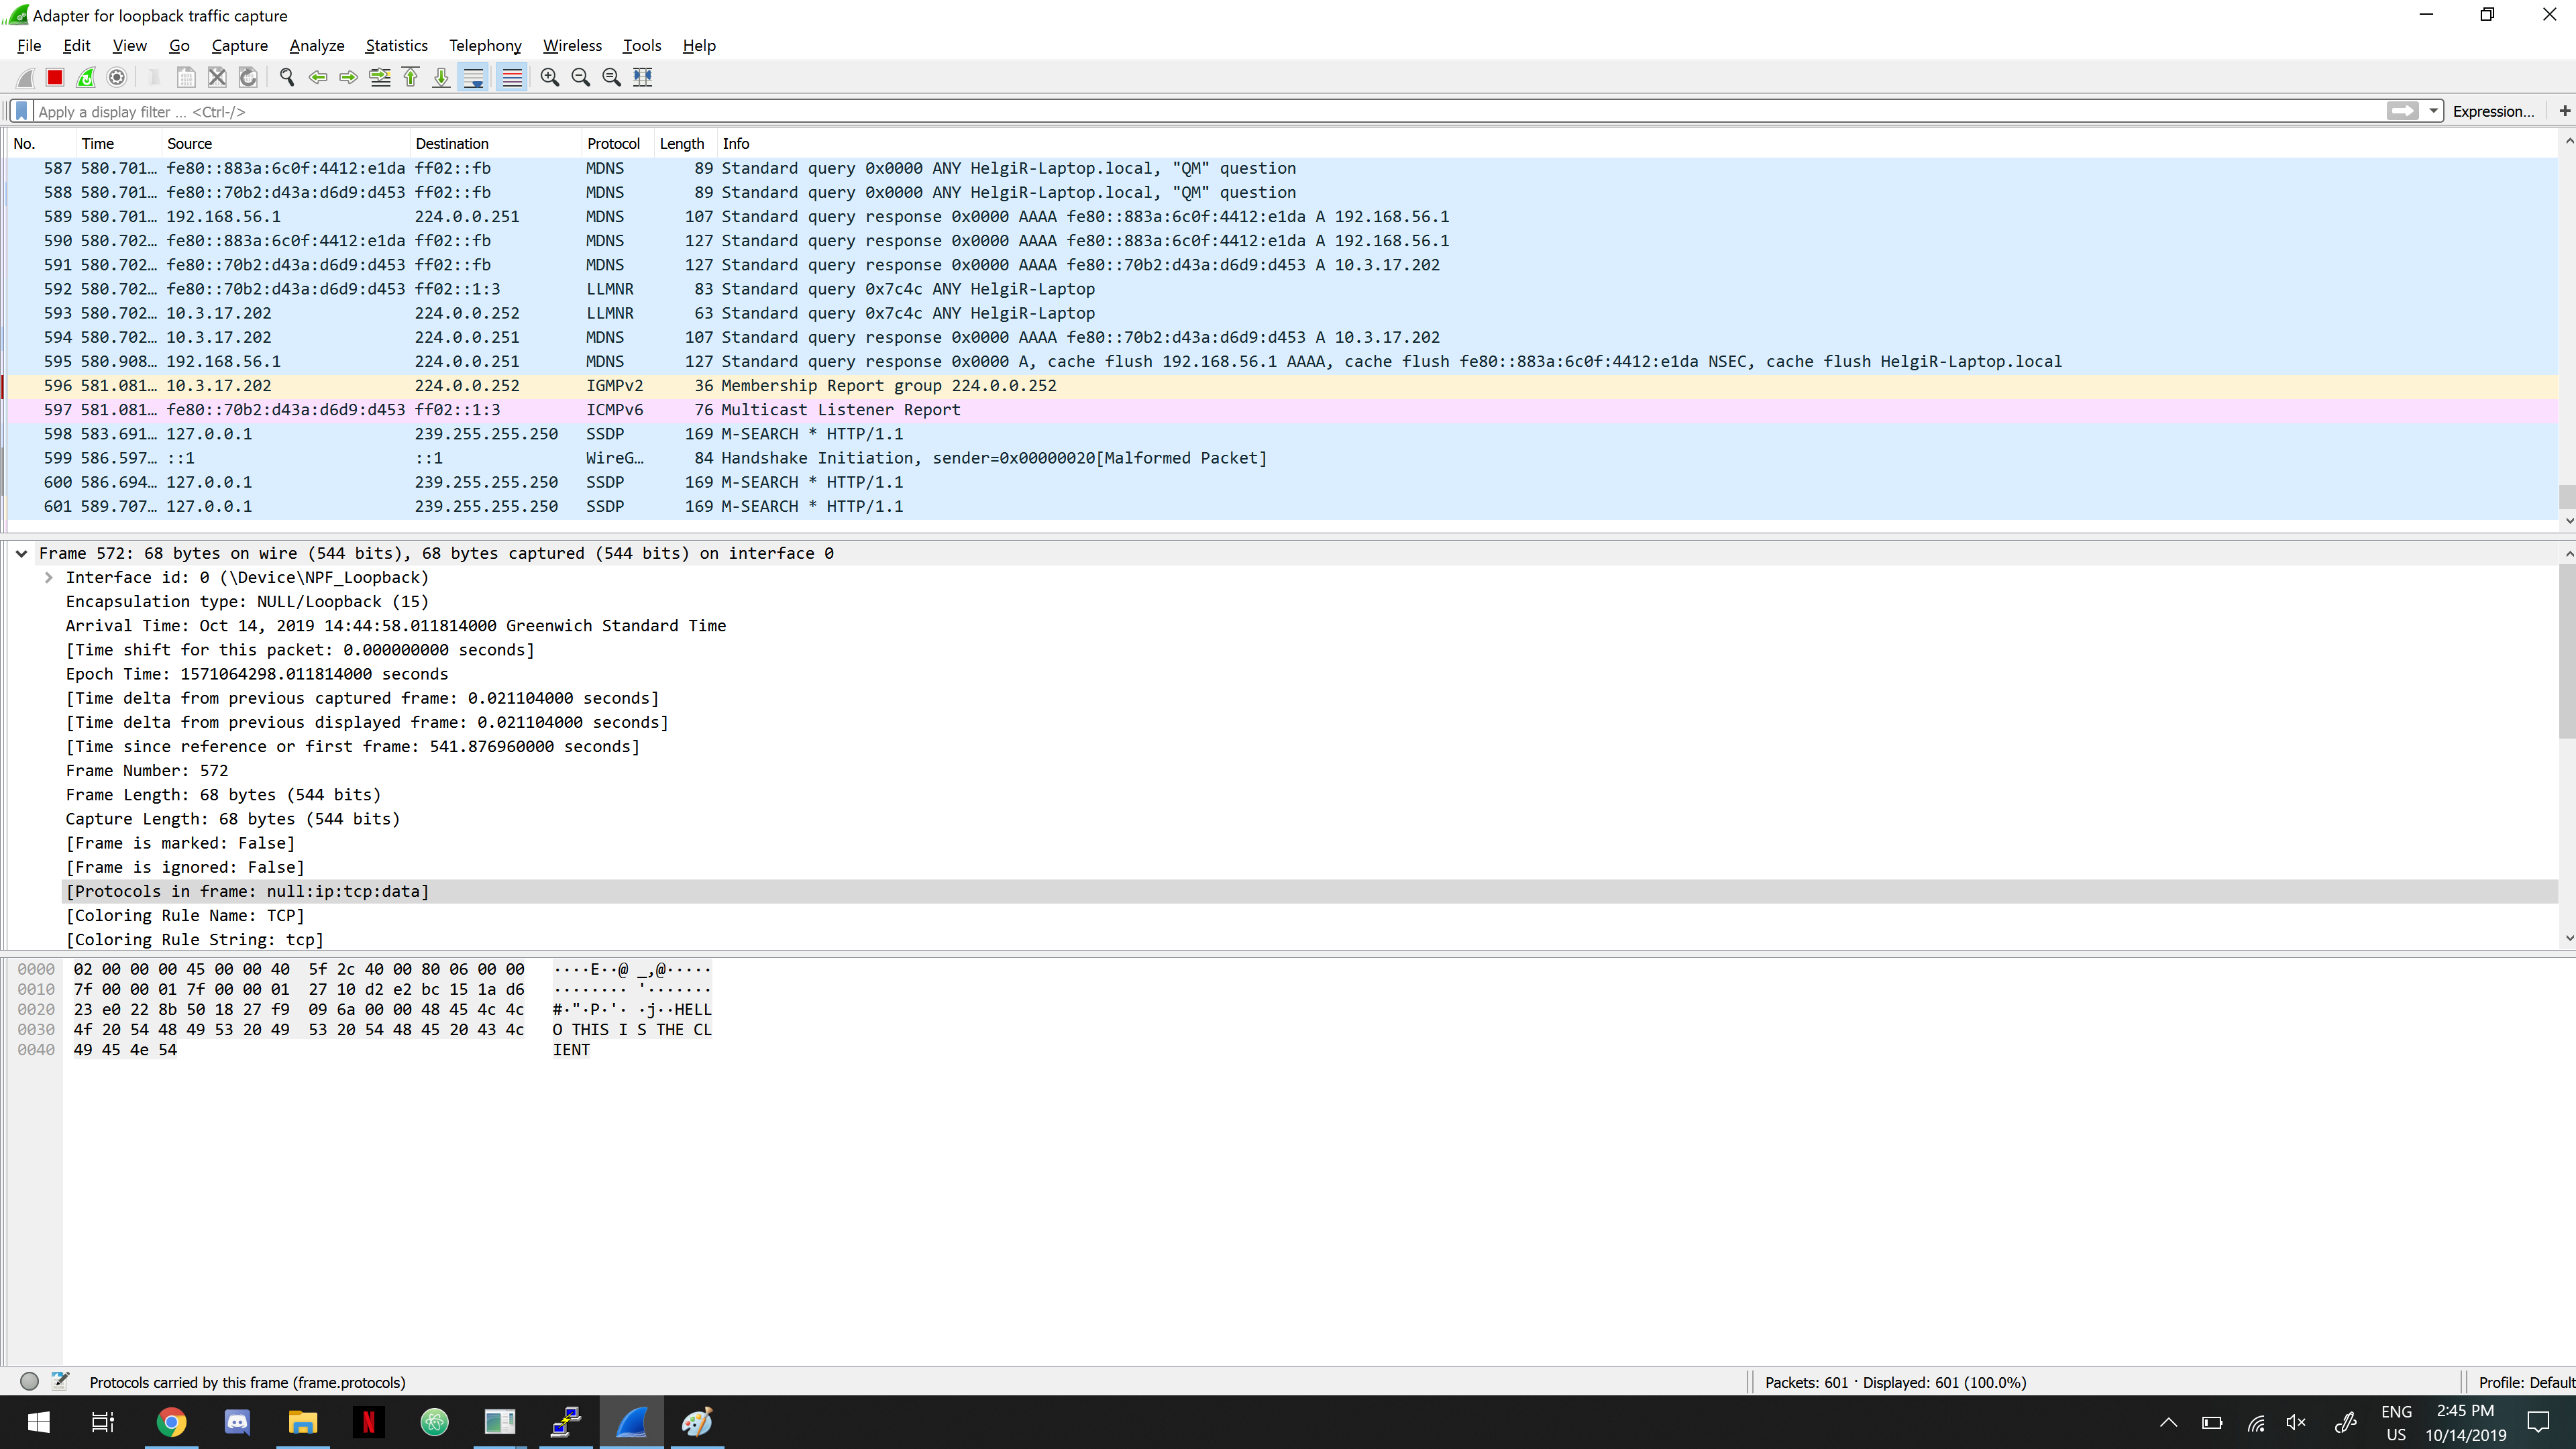 Adapter for loopback traffic capture
File Edit View Go Capture Analyze Statistics Telephony Wireless Tools Help
Apply a display filter ... <Ctrl-/> Expression... +
No. Time Source Destination Protocol Length Info
587 580.701… fe80::883a:6c0f:4412:e1da ff02::fb MDNS 89 Standard query 0x0000 ANY HelgiR-Laptop.local, "QM" question
588 580.701… fe80::70b2:d43a:d6d9:d453 ff02::fb MDNS 89 Standard query 0x0000 ANY HelgiR-Laptop.local, "QM" question
589 580.701… 192.168.56.1 224.0.0.251 MDNS 107 Standard query response 0x0000 AAAA fe80::883a:6c0f:4412:e1da A 192.168.56.1
590 580.702… fe80::883a:6c0f:4412:e1da ff02::fb MDNS 127 Standard query response 0x0000 AAAA fe80::883a:6c0f:4412:e1da A 192.168.56.1
591 580.702… fe80::70b2:d43a:d6d9:d453 ff02::fb MDNS 127 Standard query response 0x0000 AAAA fe80::70b2:d43a:d6d9:d453 A 10.3.17.202
592 580.702… fe80::70b2:d43a:d6d9:d453 ff02::1:3 LLMNR 83 Standard query 0x7c4c ANY HelgiR-Laptop
593 580.702… 10.3.17.202 224.0.0.252 LLMNR 63 Standard query 0x7c4c ANY HelgiR-Laptop
594 580.702… 10.3.17.202 224.0.0.251 MDNS 107 Standard query response 0x0000 AAAA fe80::70b2:d43a:d6d9:d453 A 10.3.17.202
595 580.908… 192.168.56.1 224.0.0.251 MDNS 127 Standard query response 0x0000 A, cache flush 192.168.56.1 AAAA, cache flush fe80::883a:6c0f:4412:e1da NSEC, cache flush HelgiR-Laptop.local
596 581.081… 10.3.17.202 224.0.0.252 IGMPv2 36 Membership Report group 224.0.0.252
597 581.081… fe80::70b2:d43a:d6d9:d453 ff02::1:3 ICMPv6 76 Multicast Listener Report
598 583.691… 127.0.0.1 239.255.255.250 SSDP 169 M-SEARCH * HTTP/1.1
599 586.597… ::1 ::1 WireG… 84 Handshake Initiation, sender=0x00000020[Malformed Packet]
600 586.694… 127.0.0.1 239.255.255.250 SSDP 169 M-SEARCH * HTTP/1.1
601 589.707… 127.0.0.1 239.255.255.250 SSDP 169 M-SEARCH * HTTP/1.1
Frame 572: 68 bytes on wire (544 bits), 68 bytes captured (544 bits) on interface 0
Interface id: 0 (\Device\NPF_Loopback)
Encapsulation type: NULL/Loopback (15)
Arrival Time: Oct 14, 2019 14:44:58.011814000 Greenwich Standard Time
[Time shift for this packet: 0.000000000 seconds]
Epoch Time: 1571064298.011814000 seconds
[Time delta from previous captured frame: 0.021104000 seconds]
[Time delta from previous displayed frame: 0.021104000 seconds]
[Time since reference or first frame: 541.876960000 seconds]
Frame Number: 572
Frame Length: 68 bytes (544 bits)
Capture Length: 68 bytes (544 bits)
[Frame is marked: False]
[Frame is ignored: False]
[Protocols in frame: null:ip:tcp:data]
[Coloring Rule Name: TCP]
[Coloring Rule String: tcp]
0000 02 00 00 00 45 00 00 40 5f 2c 40 00 80 06 00 00 ····E··@ _,@·····
0010 7f 00 00 01 7f 00 00 01 27 10 d2 e2 bc 15 1a d6 ········ '·······
0020 23 e0 22 8b 50 18 27 f9 09 6a 00 00 48 45 4c 4c #·"·P·'· ·j··HELL
0030 4f 20 54 48 49 53 20 49 53 20 54 48 45 20 43 4c O THIS I S THE CL
0040 49 45 4e 54 IENT
Protocols carried by this frame (frame.protocols) Packets: 601 · Displayed: 601 (100.0%) Profile: Default
ENG 2:45 PM
US 10/14/2019